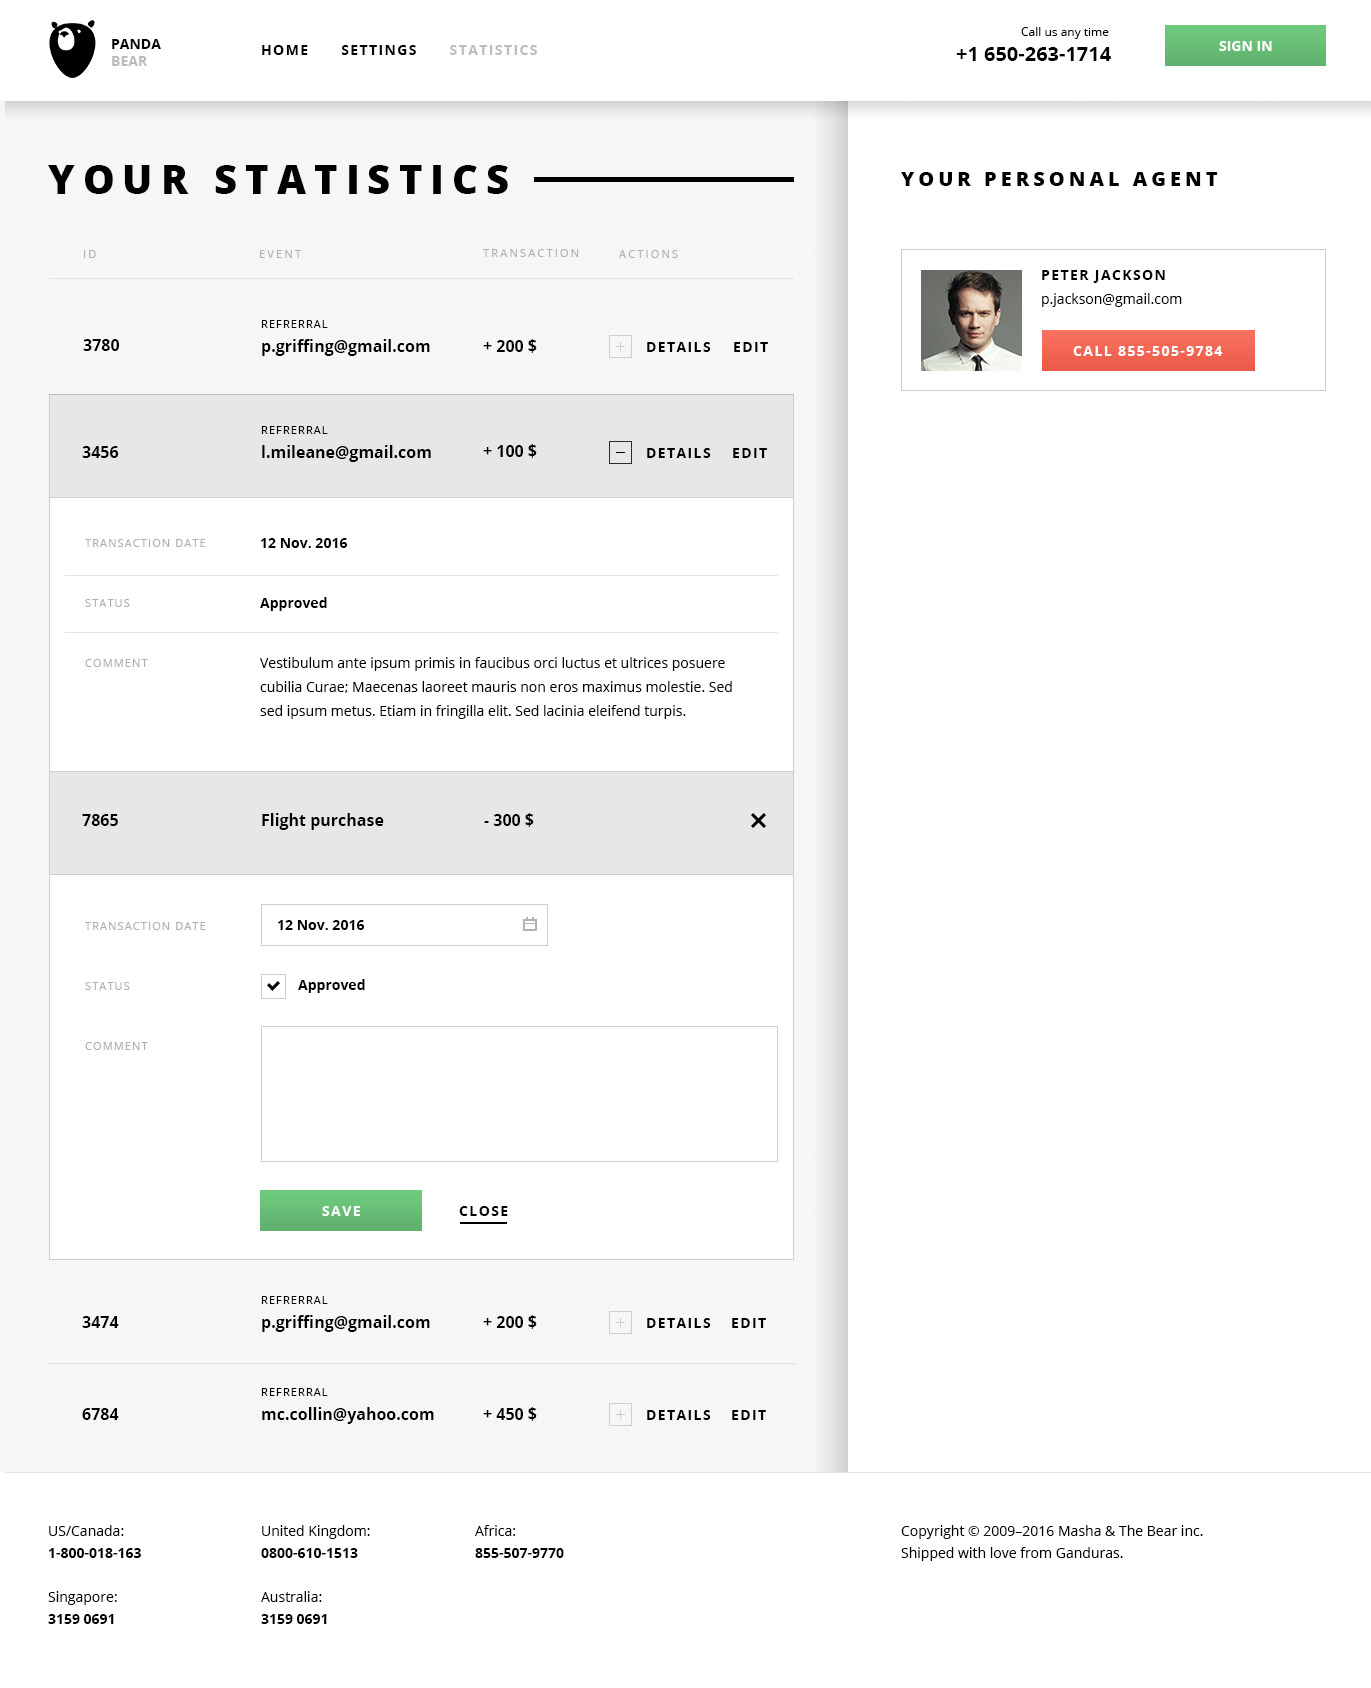 PANDA
BEAR
HOME SETTINGS STATISTICS
Call us any time
+1 650-263-1714
SIGN IN
YOUR STATISTICS
ID EVENT TRANSACTION ACTIONS
REFRERRAL
3780 p.griffing@gmail.com + 200 $ DETAILS EDIT
REFRERRAL
3456 l.mileane@gmail.com + 100 $ DETAILS EDIT
TRANSACTION DATE 12 Nov. 2016
STATUS Approved
COMMENT Vestibulum ante ipsum primis in faucibus orci luctus et ultrices posuere
cubilia Curae; Maecenas laoreet mauris non eros maximus molestie. Sed
sed ipsum metus. Etiam in fringilla elit. Sed lacinia eleifend turpis.
7865 Flight purchase - 300 $
TRANSACTION DATE 12 Nov. 2016
STATUS Approved
COMMENT
SAVE CLOSE
REFRERRAL
3474 p.griffing@gmail.com + 200 $ DETAILS EDIT
REFRERRAL
6784 mc.collin@yahoo.com + 450 $ DETAILS EDIT
YOUR PERSONAL AGENT
PETER JACKSON
p.jackson@gmail.com
CALL 855-505-9784
US/Canada:
1-800-018-163
United Kingdom:
0800-610-1513
Africa:
855-507-9770
Singapore:
3159 0691
Australia:
3159 0691
Copyright © 2009–2016 Masha & The Bear inc.
Shipped with love from Ganduras.